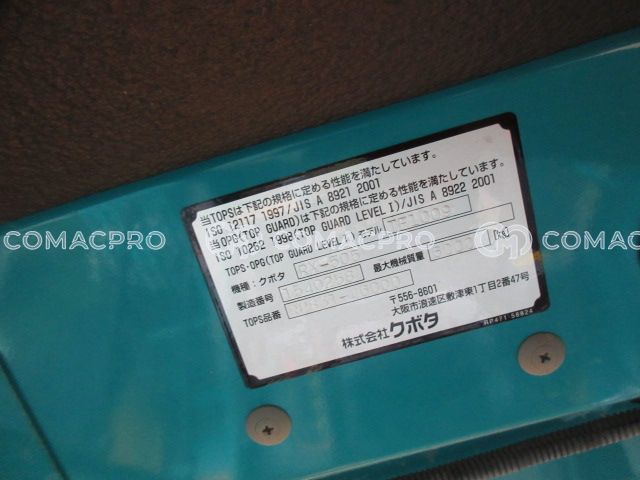 当TOPSは下記の規格に定める性能を満たしています。
ISO 12117 1997/JIS A 8921 2001
当OPG(TOP GUARD)は下記の規格に定める性能を満たしています。
ISO 10262 1998(TOP GUARD LEVEL I)/JIS A 8922 2001
TOPS-OPG(TOP GUARD LEVEL I) モデル
機種：クボタ
製造番号
最大機械質量
(kg)
TOPS品番
〒556-8601
大阪市浪速区敷津東1丁目2番47号
株式会社クボタ
COMACPRO
COMACPRO
COMACPRO